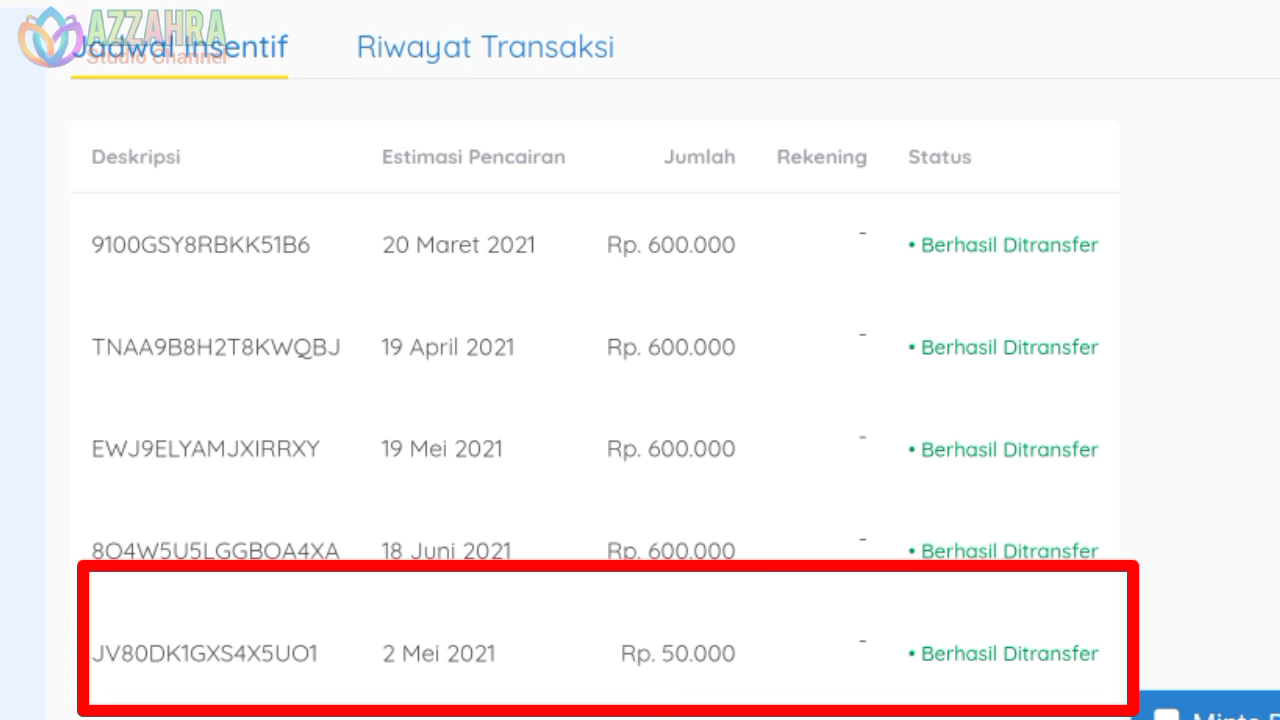 AZZAHRA
Studio Channel
Jadwal Insentif Riwayat Transaksi
Deskripsi Estimasi Pencairan Jumlah Rekening Status
9100GSY8RBKK51B6 20 Maret 2021 Rp. 600.000 - • Berhasil Ditransfer
TNAA9B8H2T8KWQBJ 19 April 2021 Rp. 600.000 - • Berhasil Ditransfer
EWJ9ELYAMJXIRRXY 19 Mei 2021 Rp. 600.000 - • Berhasil Ditransfer
8O4W5U5LGGBOA4XA 18 Juni 2021 Rp. 600.000 - • Berhasil Ditransfer
JV80DK1GXS4X5UO1 2 Mei 2021 Rp. 50.000 - • Berhasil Ditransfer